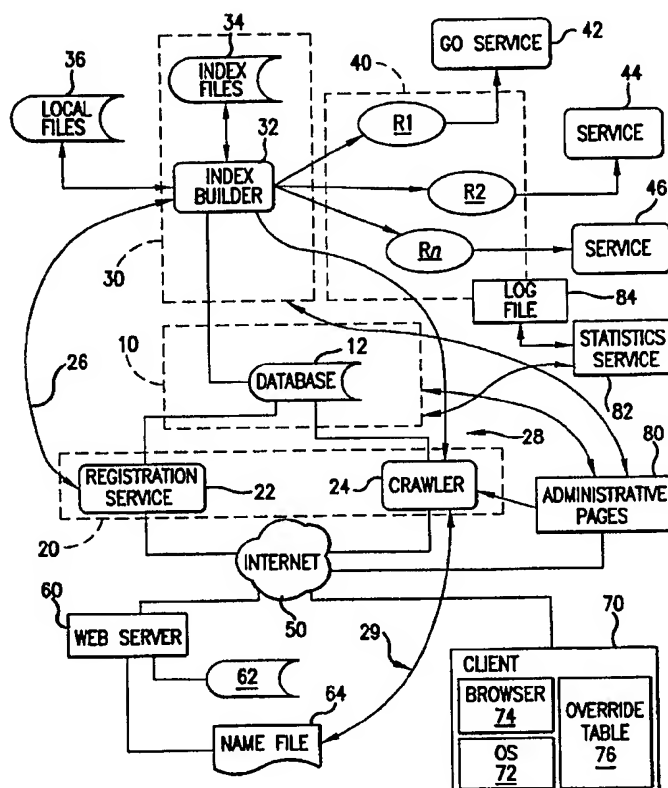 34
GO SERVICE
42
36
INDEX
FILES
40
44
LOCAL
FILES
32
R1
SERVICE
INDEX
BUILDER
R2
46
Rn
SERVICE
30
LOG
FILE
84
10
12
STATISTICS
SERVICE
26
DATABASE
82
28
80
REGISTRATION
SERVICE
22
24
CRAWLER
ADMINISTRATIVE
PAGES
20
INTERNET
60
50
70
WEB SERVER
29
CLIENT
62
BROWSER
74
OVERRIDE
TABLE
76
64
NAME FILE
OS
72